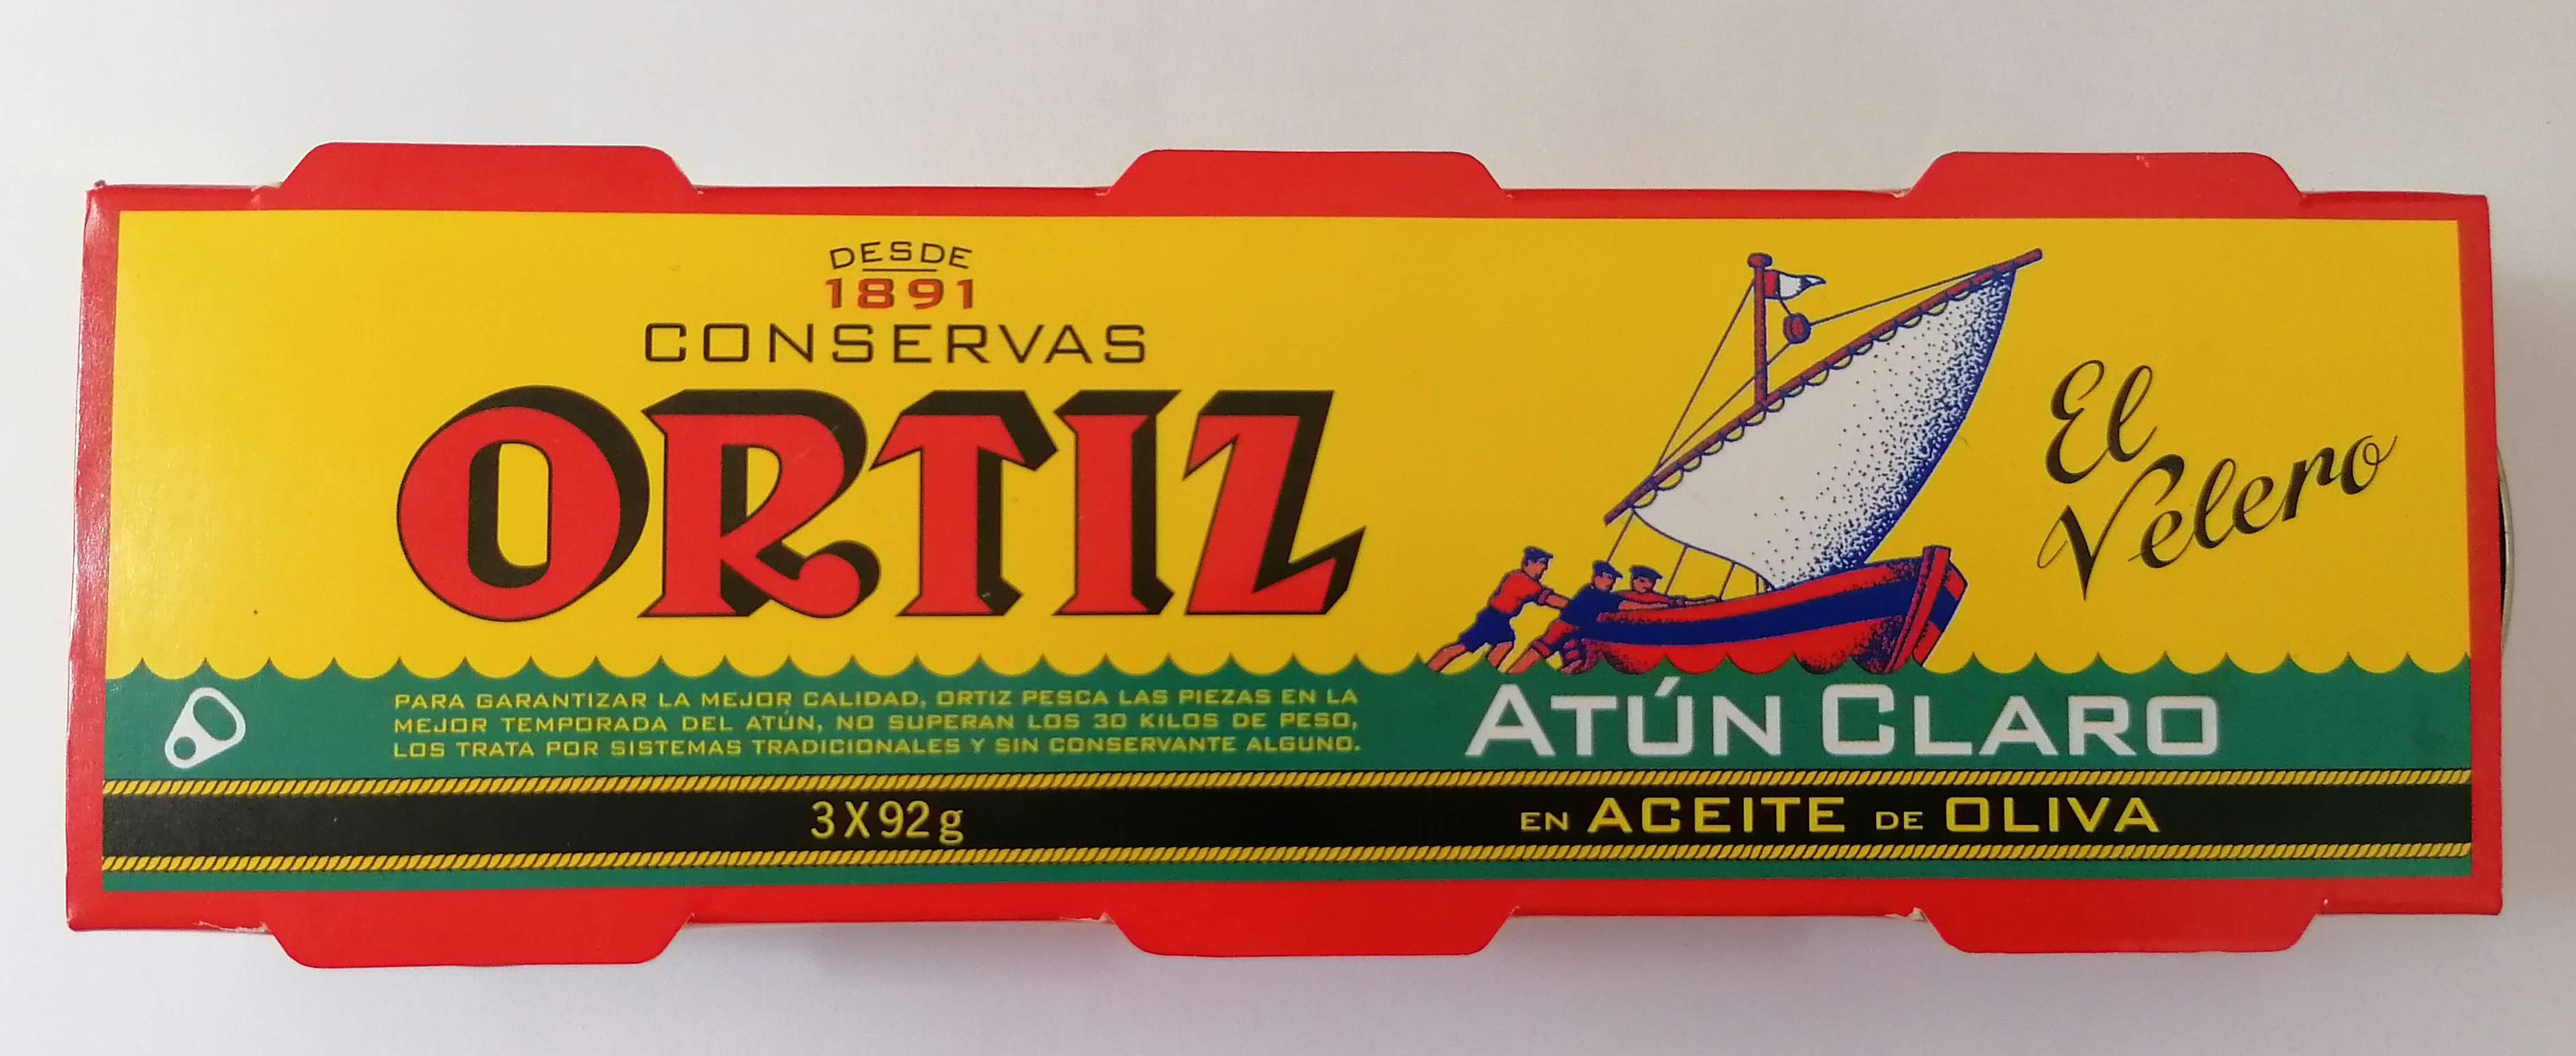 DESDE
1891
CONSERVAS
ORTIZ
El
Velero
PARA GARANTIZAR LA MEJOR CALIDAD, ORTIZ PESCA LAS PIEZAS EN LA
MEJOR TEMPORADA DEL ATÚN, NO SUPERAN LOS 30 KILOS DE PESO,
LOS TRATA POR SISTEMAS TRADICIONALES Y SIN CONSERVANTE ALGUNO.
ATÚN CLARO
3X92g
EN ACEITE DE OLIVA